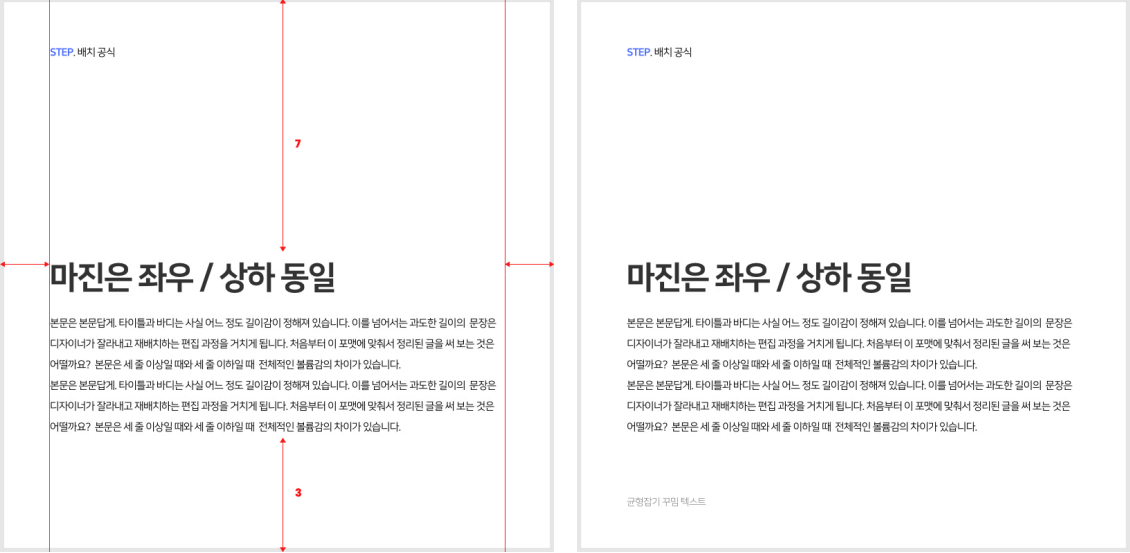 STEP. 배치 공식
7
마진은 좌우 / 상하 동일
본문은 본문답게. 타이틀과 바디는 사실 어느 정도 길이감이 정해져 있습니다. 이를 넘어서는 과도한 길이의 문장은
디자이너가 잘라내고 재배치하는 편집 과정을 거치게 됩니다. 처음부터 이 포맷에 맞춰서 정리된 글을 써 보는 것은
어떨까요? 본문은 세 줄 이상일 때와 세 줄 이하일 때 전체적인 볼륨감의 차이가 있습니다.
본문은 본문답게. 타이틀과 바디는 사실 어느 정도 길이감이 정해져 있습니다. 이를 넘어서는 과도한 길이의 문장은
디자이너가 잘라내고 재배치하는 편집 과정을 거치게 됩니다. 처음부터 이 포맷에 맞춰서 정리된 글을 써 보는 것은
어떨까요? 본문은 세 줄 이상일 때와 세 줄 이하일 때 전체적인 볼륨감의 차이가 있습니다.
3
STEP. 배치 공식
마진은 좌우 / 상하 동일
본문은 본문답게. 타이틀과 바디는 사실 어느 정도 길이감이 정해져 있습니다. 이를 넘어서는 과도한 길이의 문장은
디자이너가 잘라내고 재배치하는 편집 과정을 거치게 됩니다. 처음부터 이 포맷에 맞춰서 정리된 글을 써 보는 것은
어떨까요? 본문은 세 줄 이상일 때와 세 줄 이하일 때 전체적인 볼륨감의 차이가 있습니다.
본문은 본문답게. 타이틀과 바디는 사실 어느 정도 길이감이 정해져 있습니다. 이를 넘어서는 과도한 길이의 문장은
디자이너가 잘라내고 재배치하는 편집 과정을 거치게 됩니다. 처음부터 이 포맷에 맞춰서 정리된 글을 써 보는 것은
어떨까요? 본문은 세 줄 이상일 때와 세 줄 이하일 때 전체적인 볼륨감의 차이가 있습니다.
균형잡기 꾸밈 텍스트